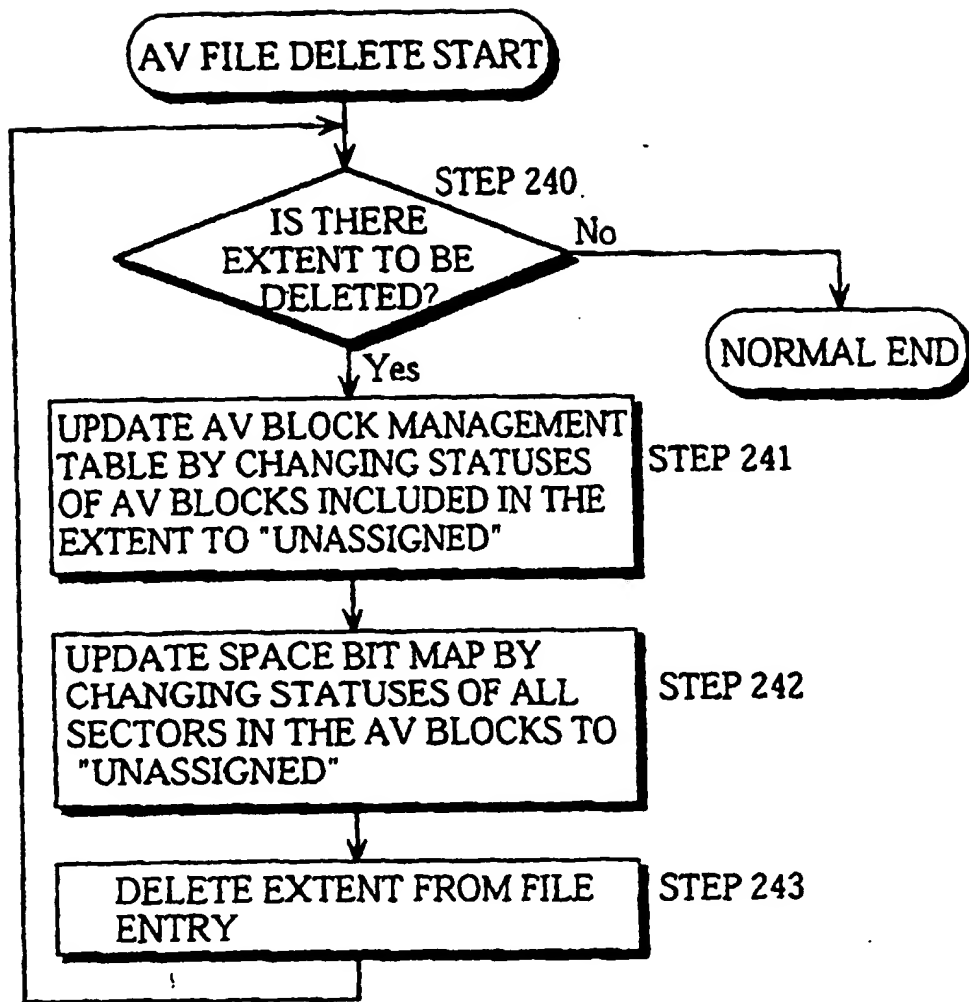 AV FILE DELETE START
STEP 240
IS THERE
EXTENT TO BE
DELETED?
No
NORMAL END
Yes
UPDATE AV BLOCK MANAGEMENT
TABLE BY CHANGING STATUSES
OF AV BLOCKS INCLUDED IN THE
EXTENT TO "UNASSIGNED"
STEP 241
UPDATE SPACE BIT MAP BY
CHANGING STATUSES OF ALL
SECTORS IN THE AV BLOCKS TO
"UNASSIGNED"
STEP 242
DELETE EXTENT FROM FILE
ENTRY
STEP 243